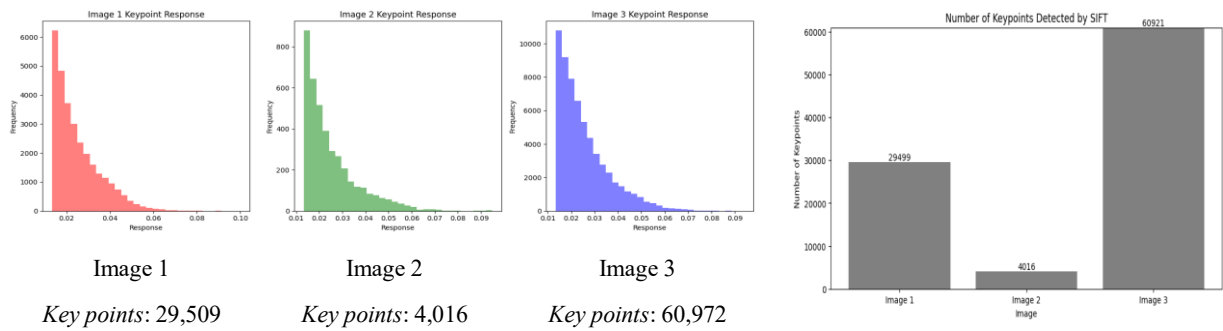 Image 1 Keypoint Response
6000
5000
4000
3000
2000
1000
0
Frequency
0.02 0.04 0.06 0.08 0.10
Response
Image 1
Key points: 29,509
Image 2 Keypoint Response
800
600
400
200
0
Frequency
0.01 0.02 0.03 0.04 0.05 0.06 0.07 0.08 0.09
Response
Image 2
Key points: 4,016
Image 3 Keypoint Response
10000
8000
6000
4000
2000
0
Frequency
0.01 0.02 0.03 0.04 0.05 0.06 0.07 0.08 0.09
Response
Image 3
Key points: 60,972
Number of Keypoints Detected by SIFT
60921
60000
50000
40000
30000
20000
10000
0
Number of Keypoints
29499
4016
Image 1 Image 2 Image 3
Image